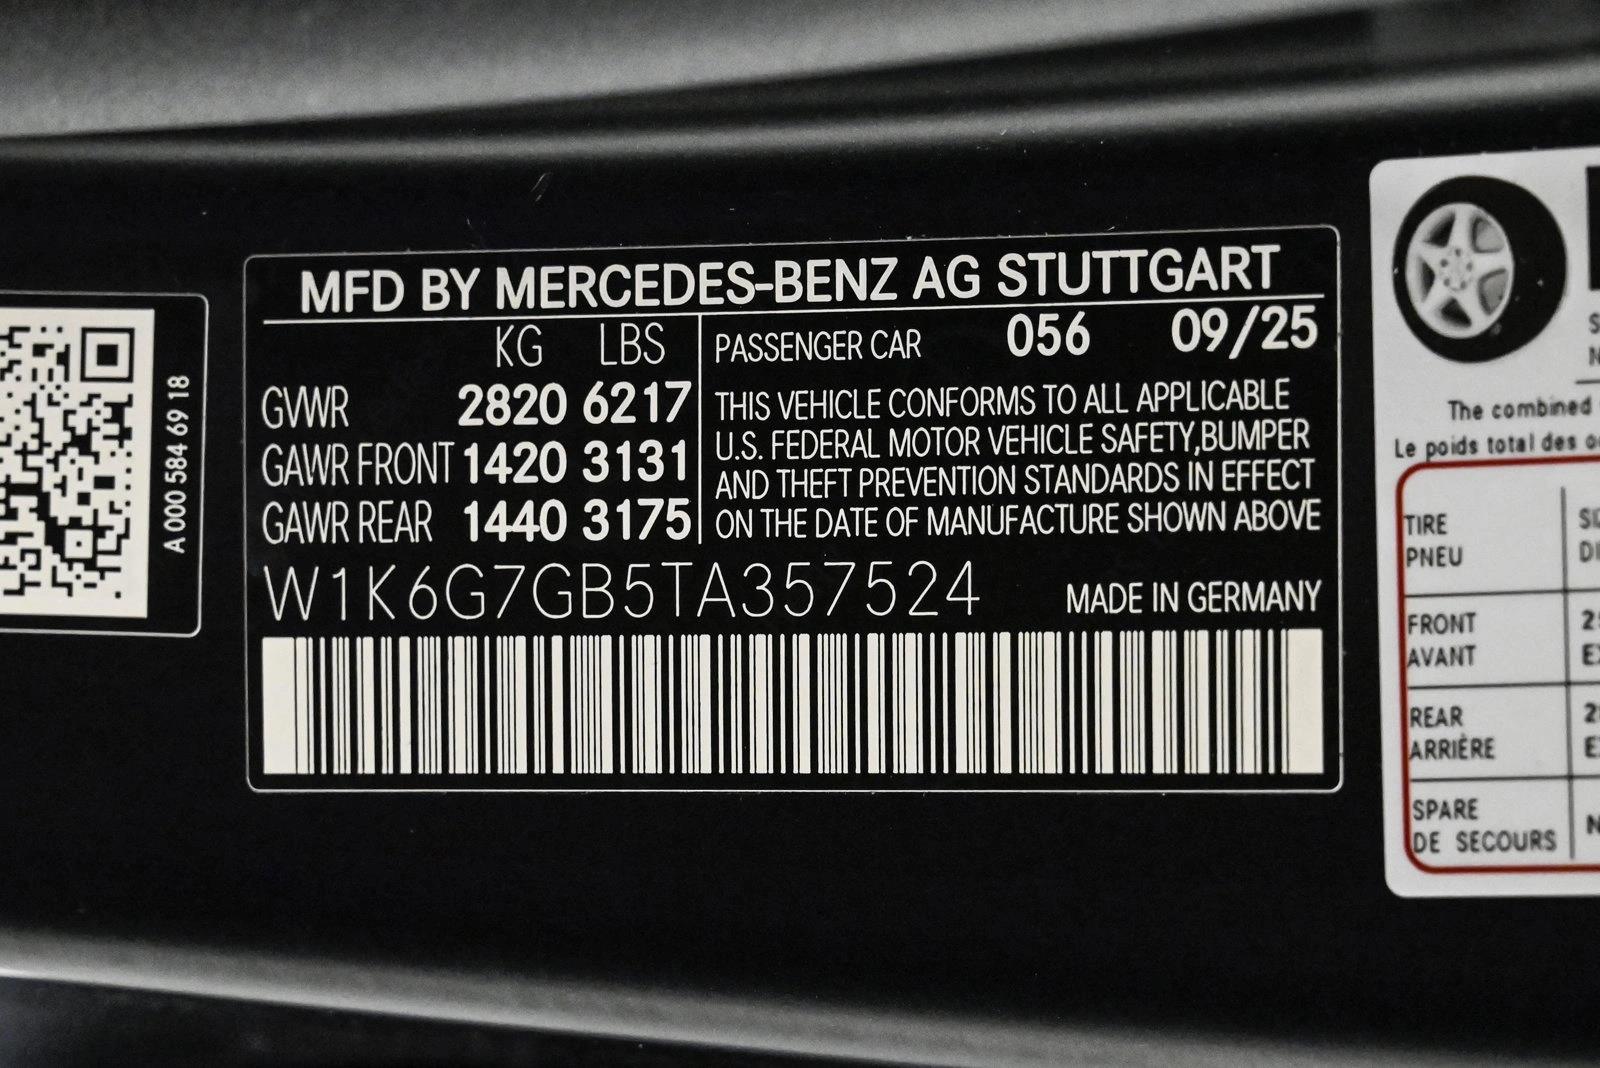 MFD BY MERCEDES-BENZ AG STUTTGART
KG LBS
GVWR 2820 6217
GAWR FRONT 1420 3131
GAWR REAR 1440 3175
PASSENGER CAR 056 09/25
THIS VEHICLE CONFORMS TO ALL APPLICABLE
U.S. FEDERAL MOTOR VEHICLE SAFETY,BUMPER
AND THEFT PREVENTION STANDARDS IN EFFECT
ON THE DATE OF MANUFACTURE SHOWN ABOVE
W1K6G7GB5TA357524 MADE IN GERMANY
A 000 584 69 18
The combined
Le poids total des
TIRE
PNEU
FRONT
AVANT
REAR
ARRIÈRE
SPARE
DE SECOURS